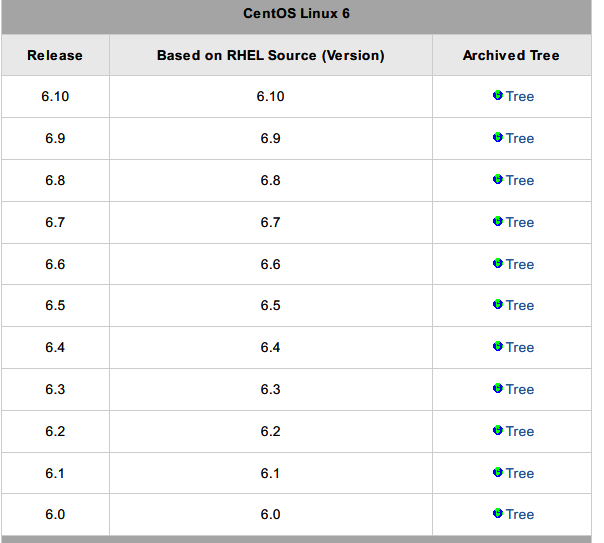 CentOS Linux 6
Release Based on RHEL Source (Version) Archived Tree
6.10 6.10 Tree
6.9 6.9 Tree
6.8 6.8 Tree
6.7 6.7 Tree
6.6 6.6 Tree
6.5 6.5 Tree
6.4 6.4 Tree
6.3 6.3 Tree
6.2 6.2 Tree
6.1 6.1 Tree
6.0 6.0 Tree